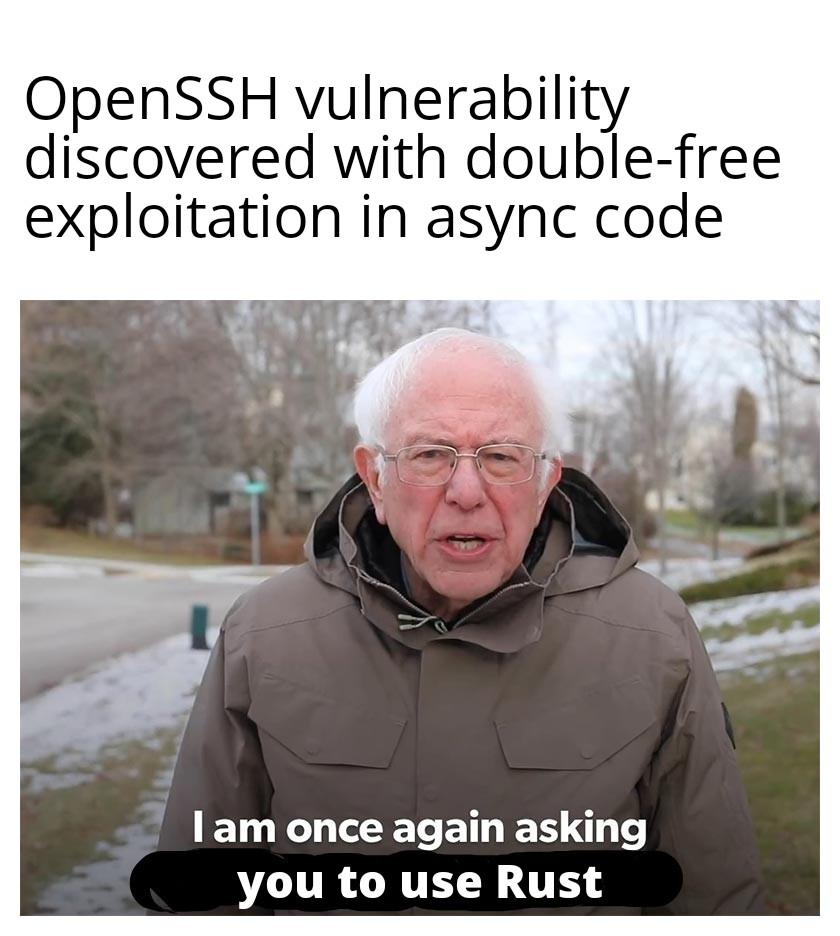 OpenSSH vulnerability
discovered with double-free
exploitation in async code
I am once again asking
you to use Rust